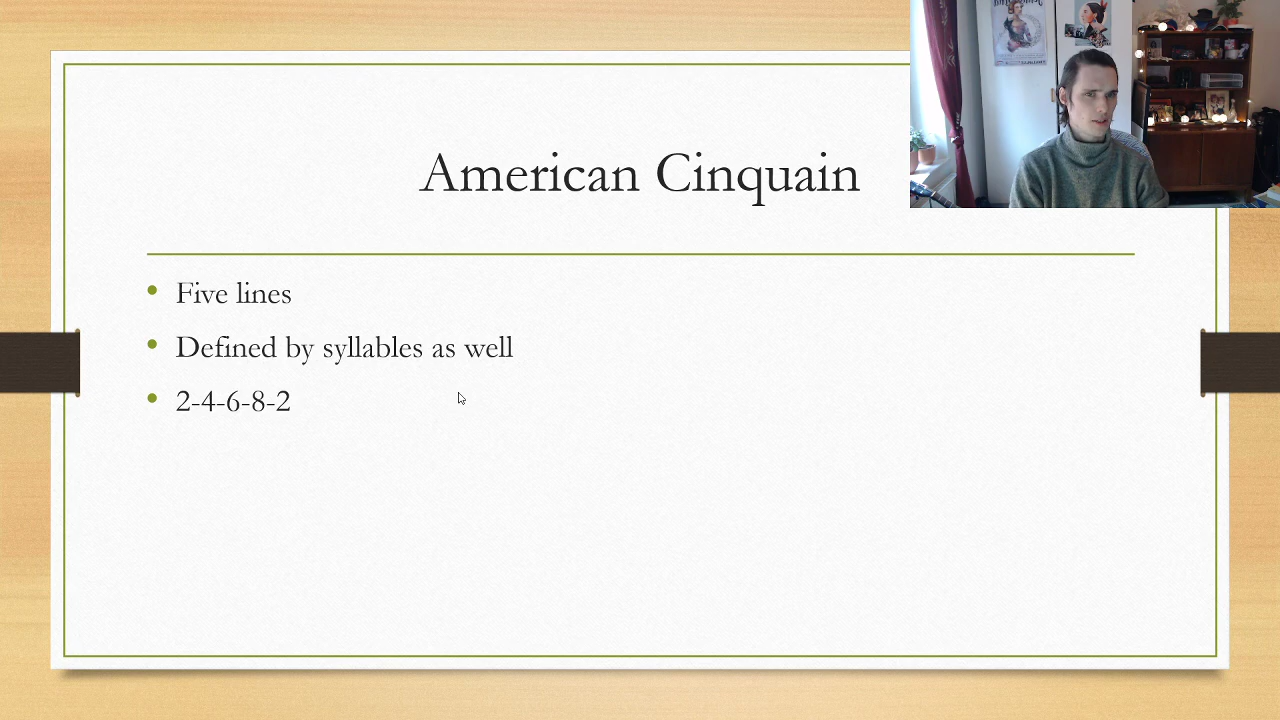 American Cinquain
Five lines
Defined by syllables as well
2-4-6-8-2